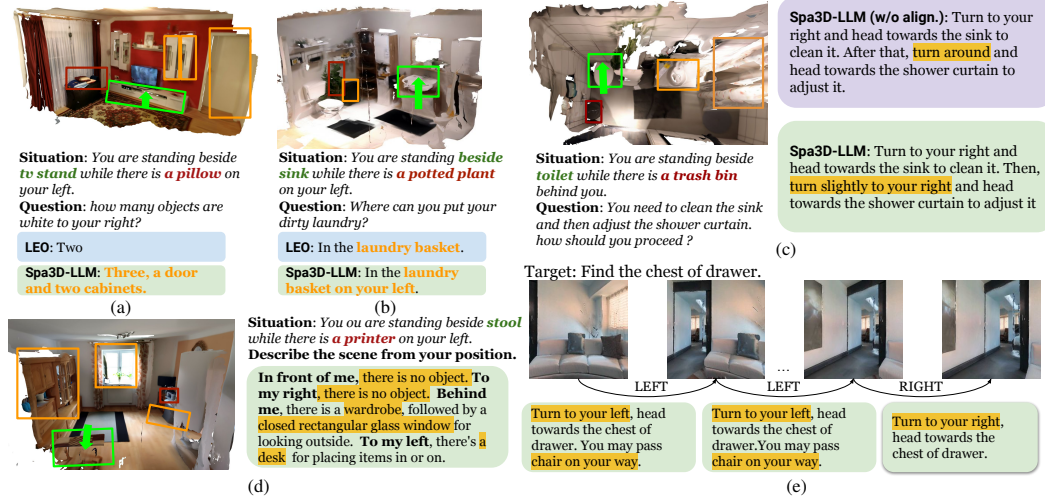 Situation: You are standing beside
tv stand while there is a pillow on
your left.
Question: how many objects are
white to your right?
LEO: Two
Spa3D-LLM: Three, a door
and two cabinets.
(a)
Situation: You are standing beside
sink while there is a potted plant
on your left.
Question: Where can you put your
dirty laundry?
LEO: In the laundry basket.
Spa3D-LLM: In the laundry
basket on your left.
(b)
Situation: You are standing beside
toilet while there is a trash bin
behind you.
Question: You need to clean the sink
and then adjust the shower curtain.
how should you proceed ?
Spa3D-LLM (w/o align.): Turn to your
right and head towards the sink to
clean it. After that, turn around and
head towards the shower curtain to
adjust it.
Spa3D-LLM: Turn to your right and
head towards the sink to clean it. Then,
turn slightly to your right and head
towards the shower curtain to adjust it
(c)
Situation: You ou are standing beside stool
while there is a printer on your left.
Describe the scene from your position.
In front of me, there is no object. To
my right, there is no object. Behind
me, there is a wardrobe, followed by a
closed rectangular glass window for
looking outside. To my left, there's a
desk for placing items in or on.
(d)
Target: Find the chest of drawer.
...
LEFT
LEFT
RIGHT
Turn to your left, head
towards the chest of
drawer. You may pass
chair on your way.
Turn to your left, head
towards the chest of
drawer.You may pass
chair on your way.
Turn to your right,
head towards the
chest of drawer.
(e)